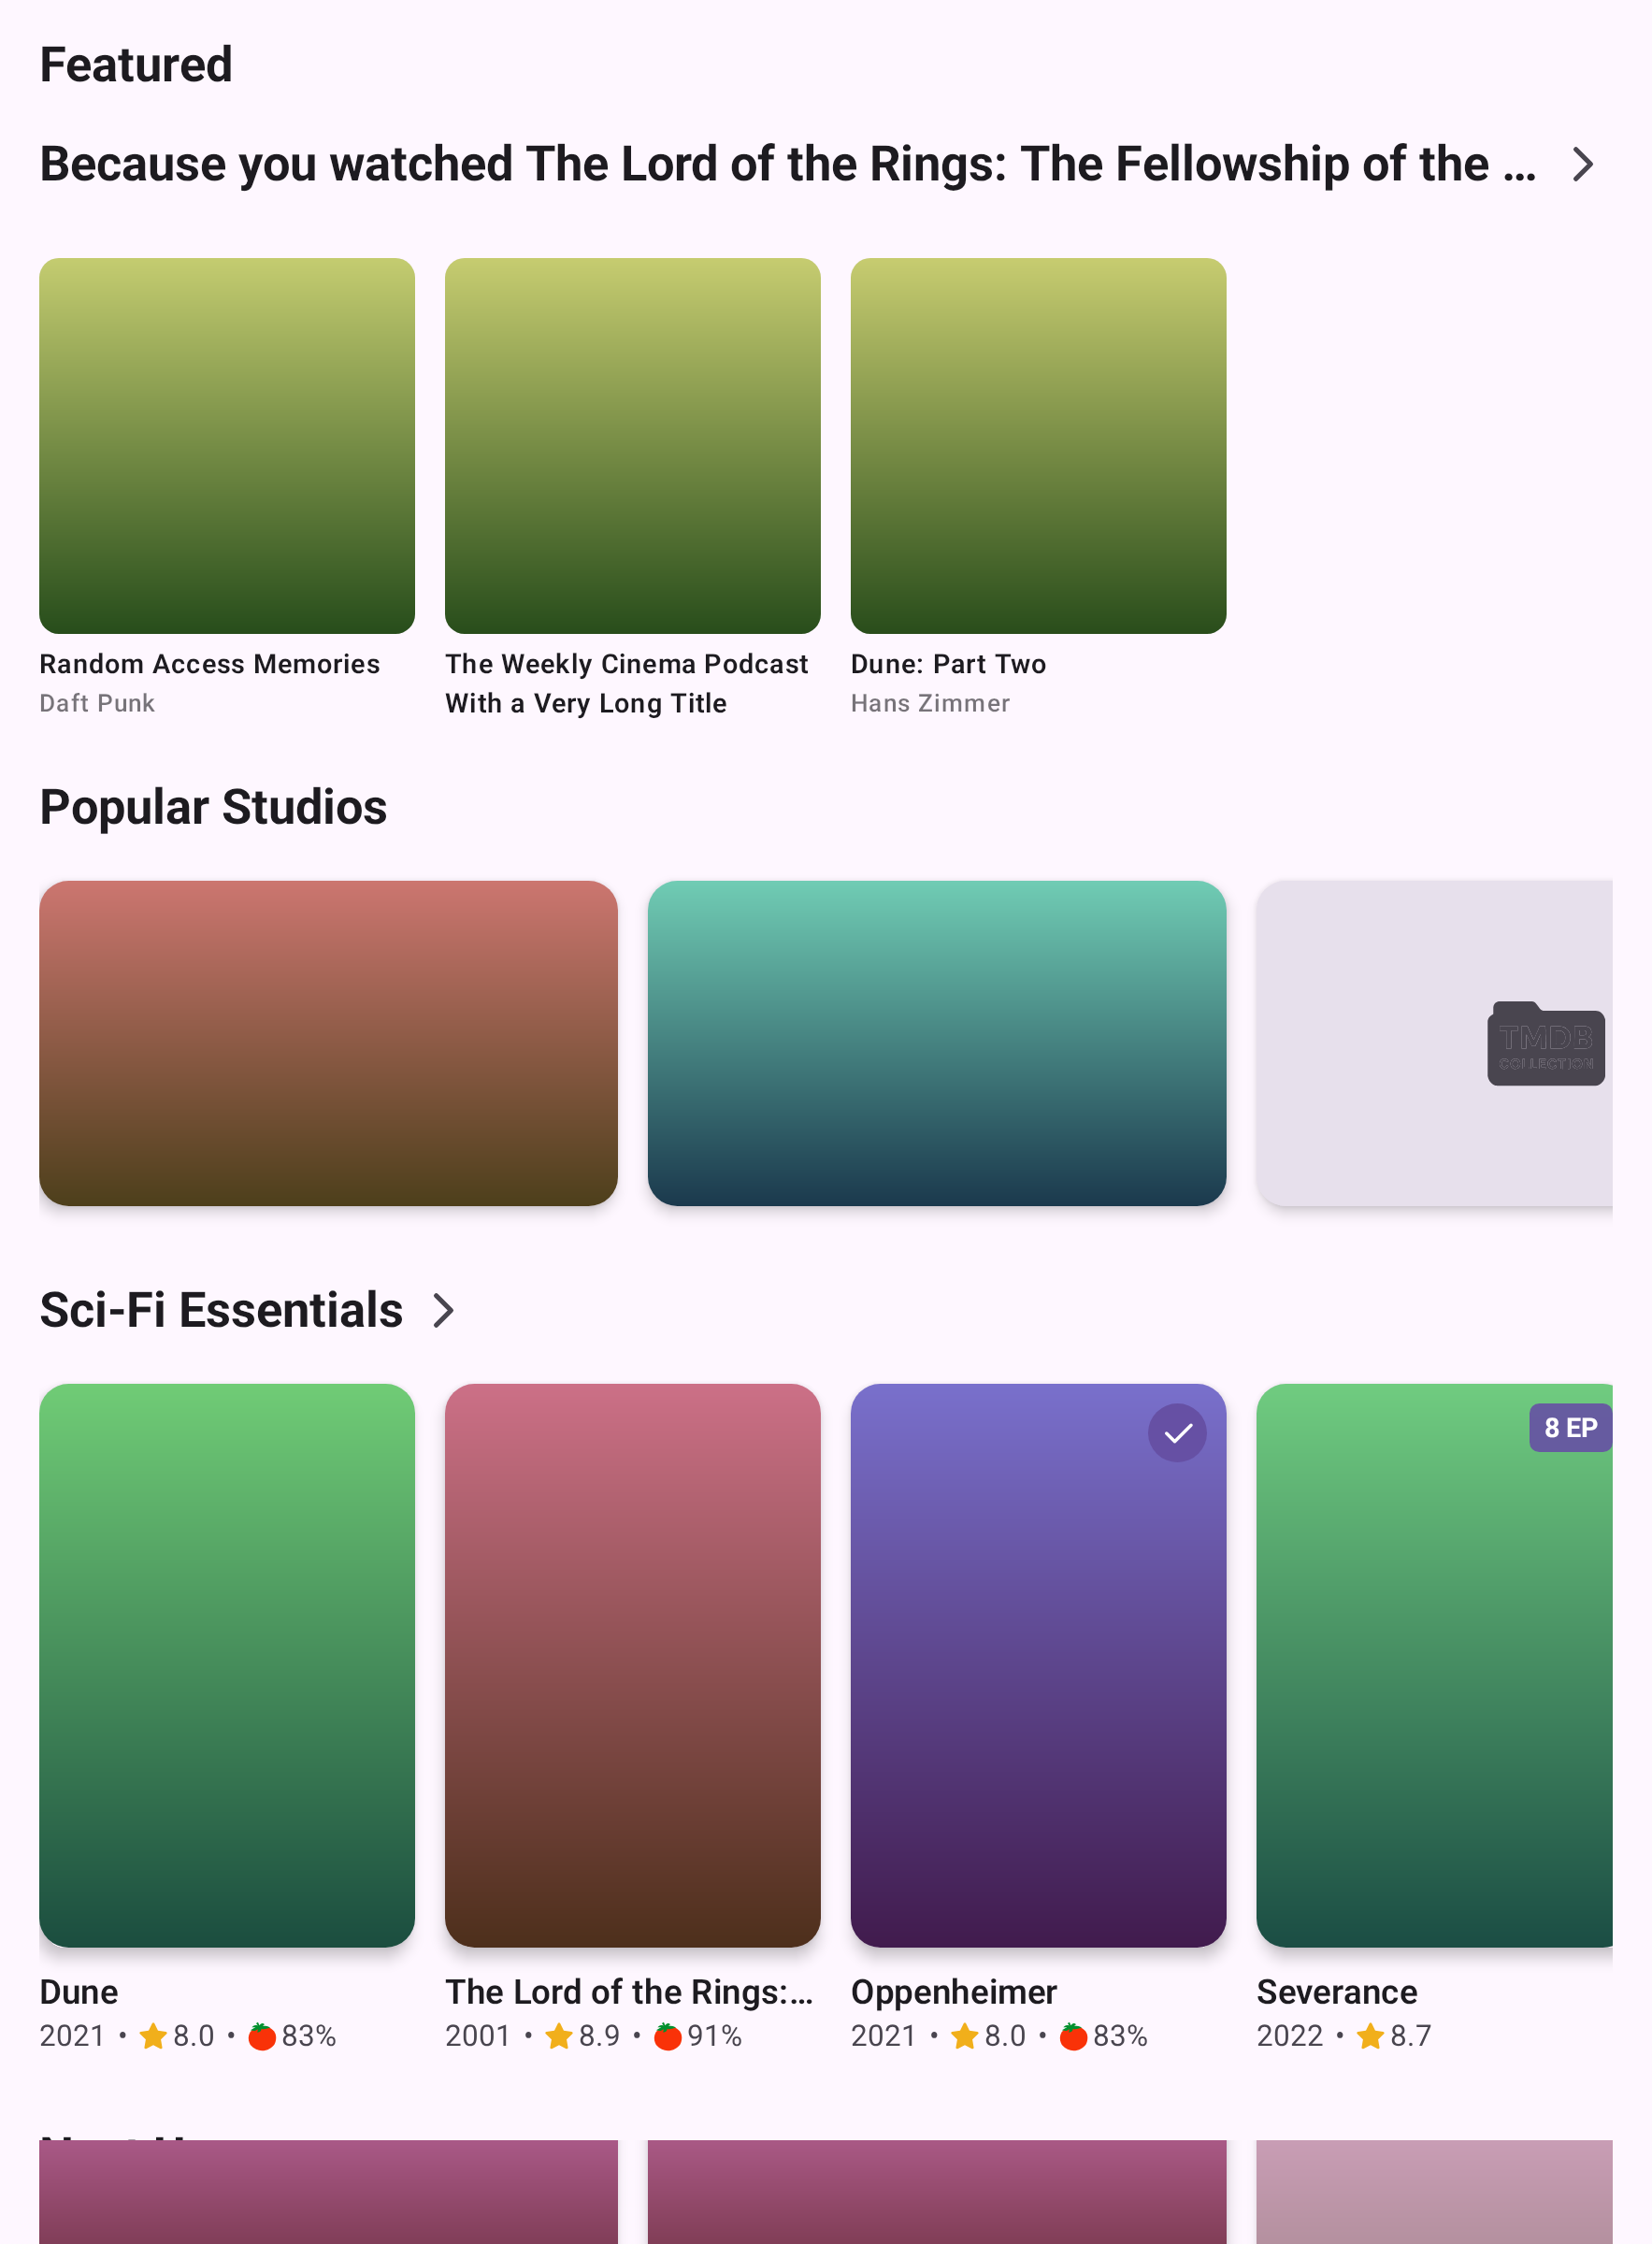 Featured
Because you watched The Lord of the Rings: The Fellowship of the ...
Random Access Memories
Daft Punk
The Weekly Cinema Podcast
With a Very Long Title
Dune: Part Two
Hans Zimmer
Popular Studios
TMDB
COLLECTION
Sci-Fi Essentials
8 EP
Dune
2021 • 8.0 • 83%
The Lord of the Rings:...
2001 • 8.9 • 91%
Oppenheimer
2021 • 8.0 • 83%
Severance
2022 • 8.7